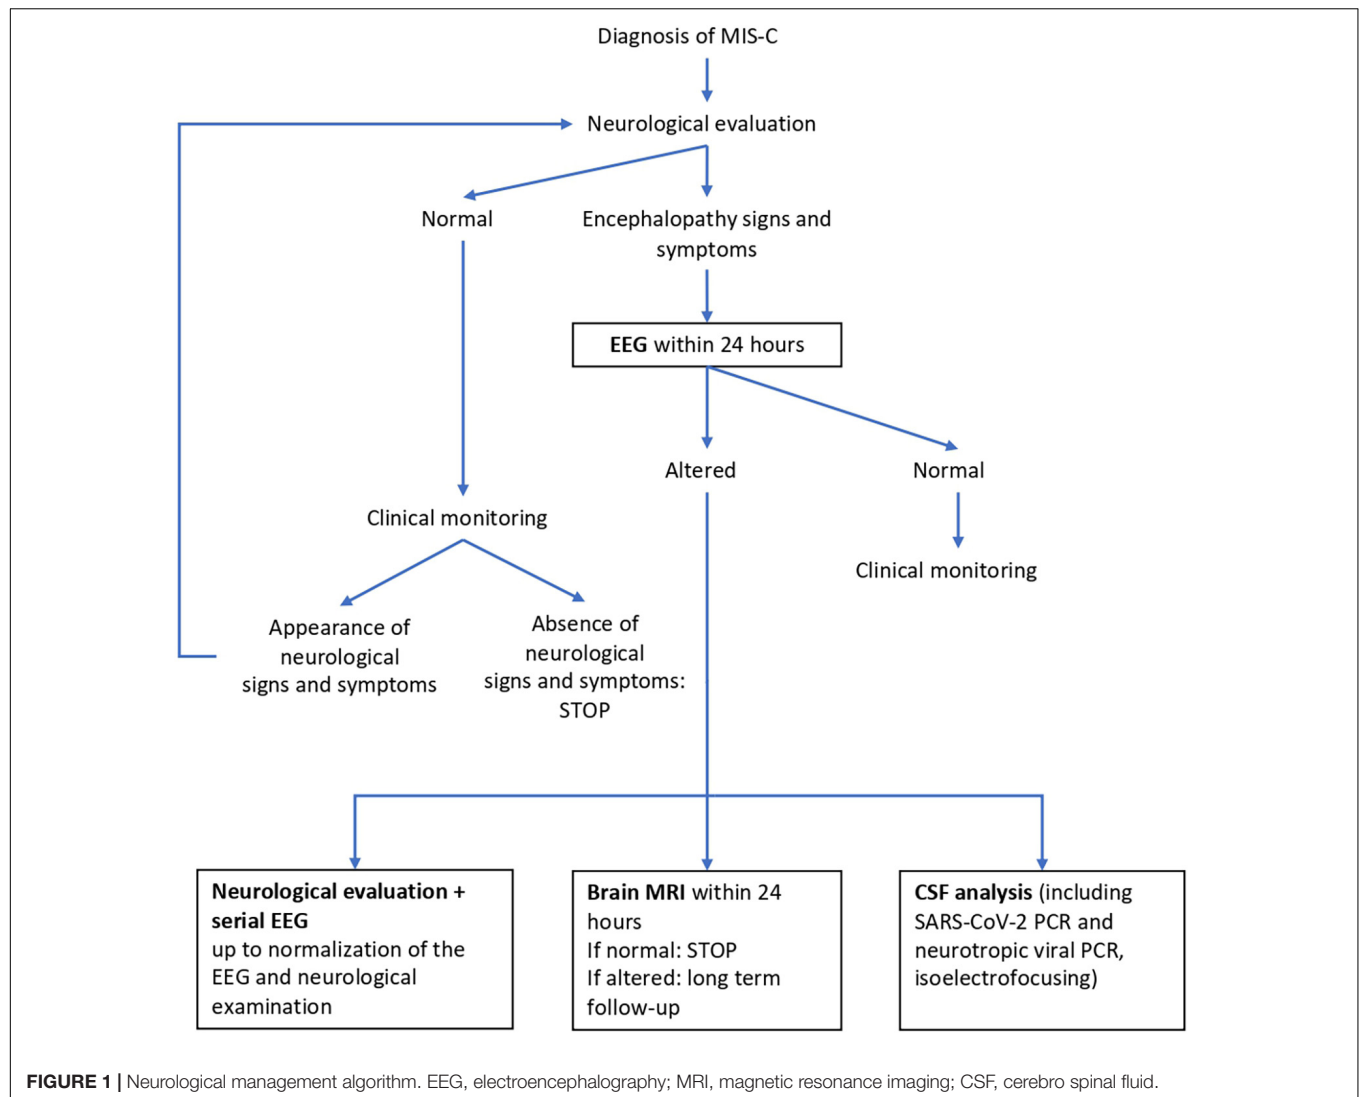 Diagnosis of MIS-C
Neurological evaluation
Normal
Encephalopathy signs and
symptoms
EEG within 24 hours
Altered
Normal
Clinical monitoring
Clinical monitoring
Appearance of
neurological
signs and symptoms
Absence of
neurological
signs and symptoms:
STOP
Neurological evaluation +
serial EEG
up to normalization of the
EEG and neurological
examination
Brain MRI within 24
hours
If normal: STOP
If altered: long term
follow-up
CSF analysis (including
SARS-CoV-2 PCR and
neurotropic viral PCR,
isoelectrofocusing)
FIGURE 1 | Neurological management algorithm. EEG, electroencephalography; MRI, magnetic resonance imaging; CSF, cerebro spinal fluid.